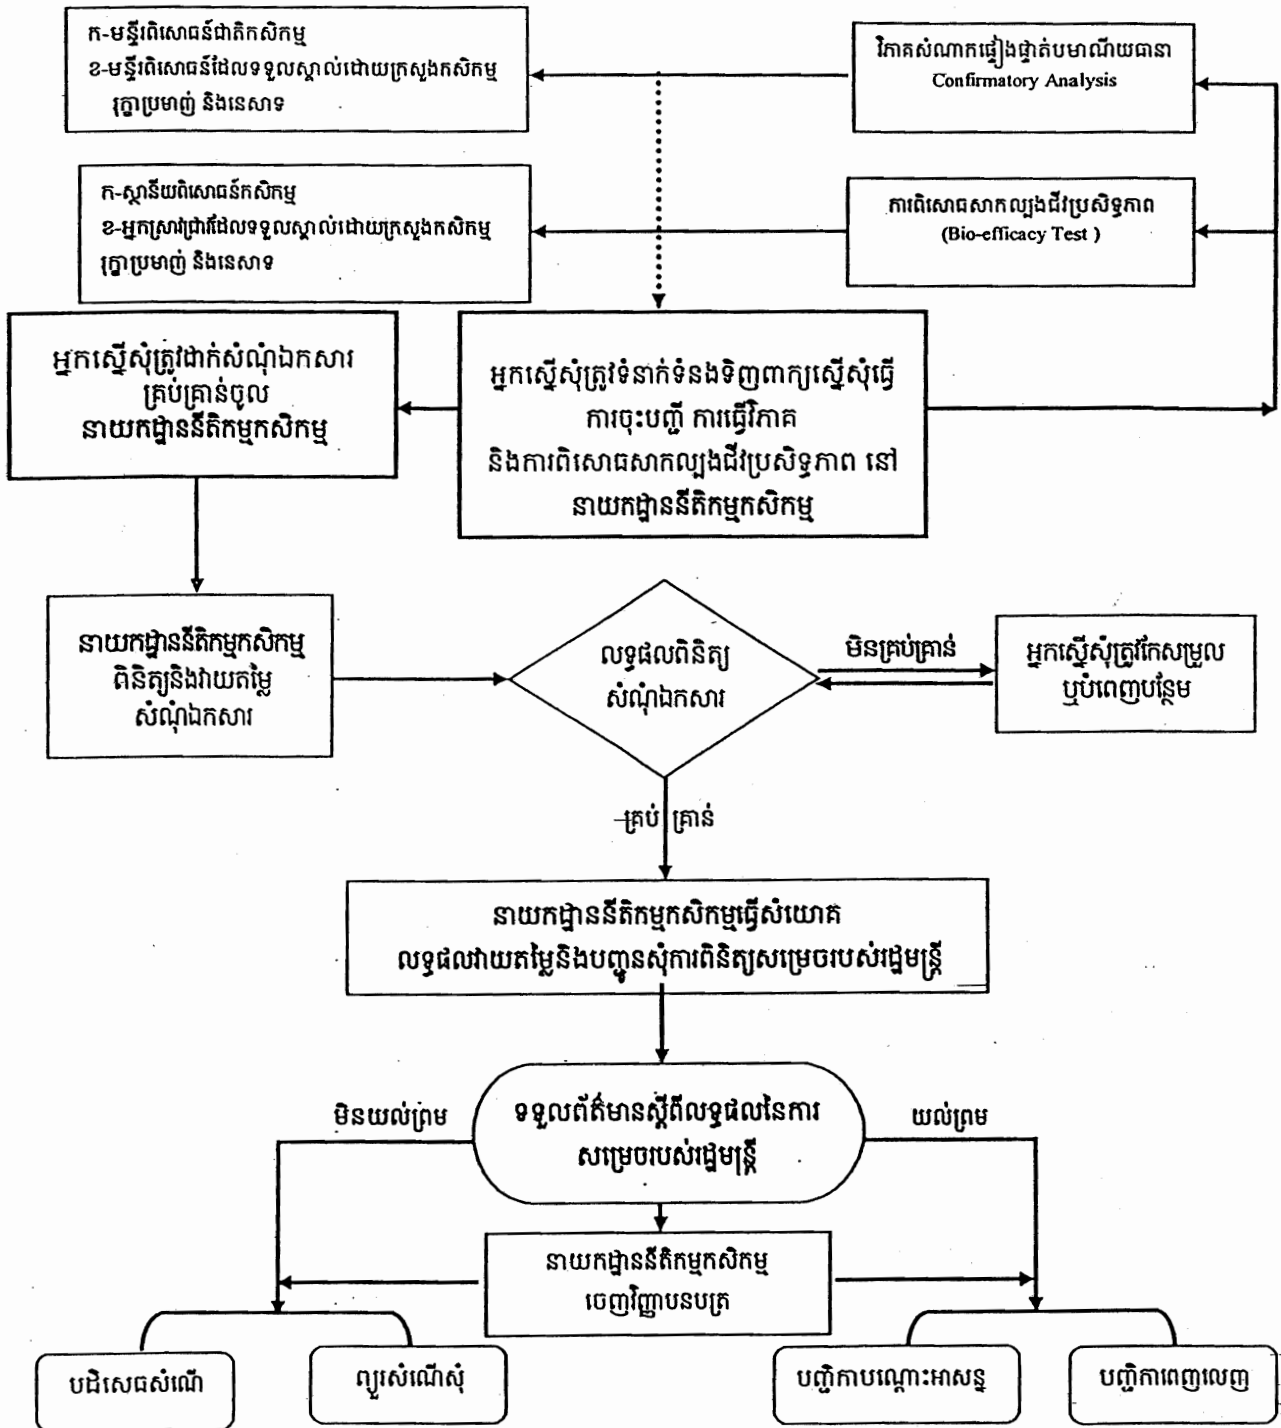 ក-មន្ទីរពិសោធន៍ជាតិកសិកម្ម
ខ-មន្ទីរពិសោធន៍ដែលទទួលស្គាល់ដោយក្រសួងកសិកម្ម
រុក្ខាប្រមាញ់ និងនេសាទ
វិភាគសំណាកផ្ទៀងផ្ទាត់បមាណីយធានា
Confirmatory Analysis
ក-ស្ថានីយពិសោធន៍កសិកម្ម
ខ-អ្នកស្រាវជ្រាវដែលទទួលស្គាល់ដោយក្រសួងកសិកម្ម
រុក្ខាប្រមាញ់ និងនេសាទ
ការពិសោធសាកល្បងជីវប្រសិទ្ធភាព
(Bio-efficacy Test )
អ្នកស្នើសុំត្រូវដាក់សំណុំឯកសារ
គ្រប់គ្រាន់ចូល
នាយកដ្ឋាននីតិកម្មកសិកម្ម
អ្នកស្នើសុំត្រូវទំនាក់ទំនងទិញពាក្យស្នើសុំធ្វើ
ការចុះបញ្ជី ការធ្វើវិភាគ
និងការពិសោធសាកល្បងជីវប្រសិទ្ធភាព នៅ
នាយកដ្ឋាននីតិកម្មកសិកម្ម
នាយកដ្ឋាននីតិកម្មកសិកម្ម
ពិនិត្យនិងវាយតម្លៃ
សំណុំឯកសារ
លទ្ធផលពិនិត្យ
សំណុំឯកសារ
មិនគ្រប់គ្រាន់
អ្នកស្នើសុំត្រូវកែសម្រួល
ឬបំពេញបន្ថែម
គ្រប់ គ្រាន់
នាយកដ្ឋាននីតិកម្មកសិកម្មធ្វើសំយោគ
លទ្ធផលវាយតម្លៃនិងបញ្ជូនសុំការពិនិត្យសម្រេចរបស់រដ្ឋមន្ត្រី
មិនយល់ព្រម
ទទួលព័ត៌មានស្តីពីលទ្ធផលនៃការ
សម្រេចរបស់រដ្ឋមន្ត្រី
យល់ព្រម
នាយកដ្ឋាននីតិកម្មកសិកម្ម
ចេញវិញ្ញាបនបត្រ
បដិសេធសំណើ
ព្យួរសំណើសុំ
បញ្ជិកាបណ្តោះអាសន្ន
បញ្ជិកាពេញលេញ